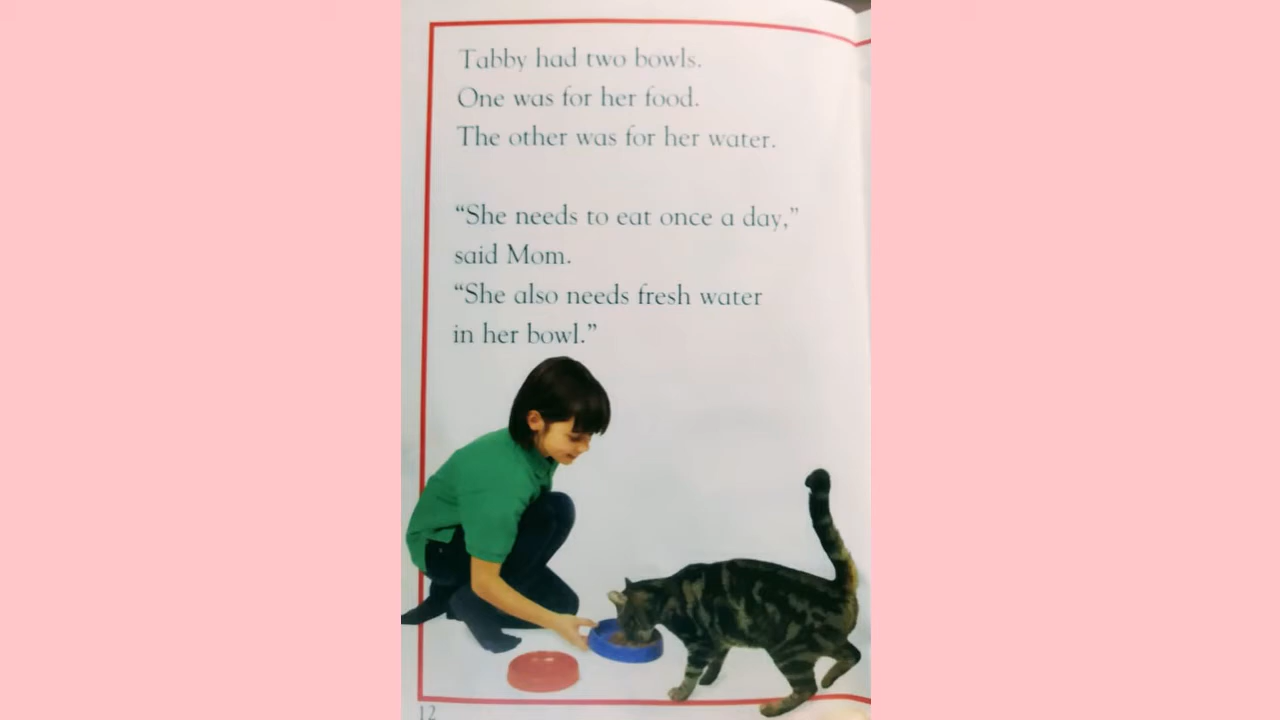 Tabby had two bowls.
One was for her food.
The other was for her water.
“She needs to eat once a day,”
said Mom.
“She also needs fresh water
in her bowl.”
12